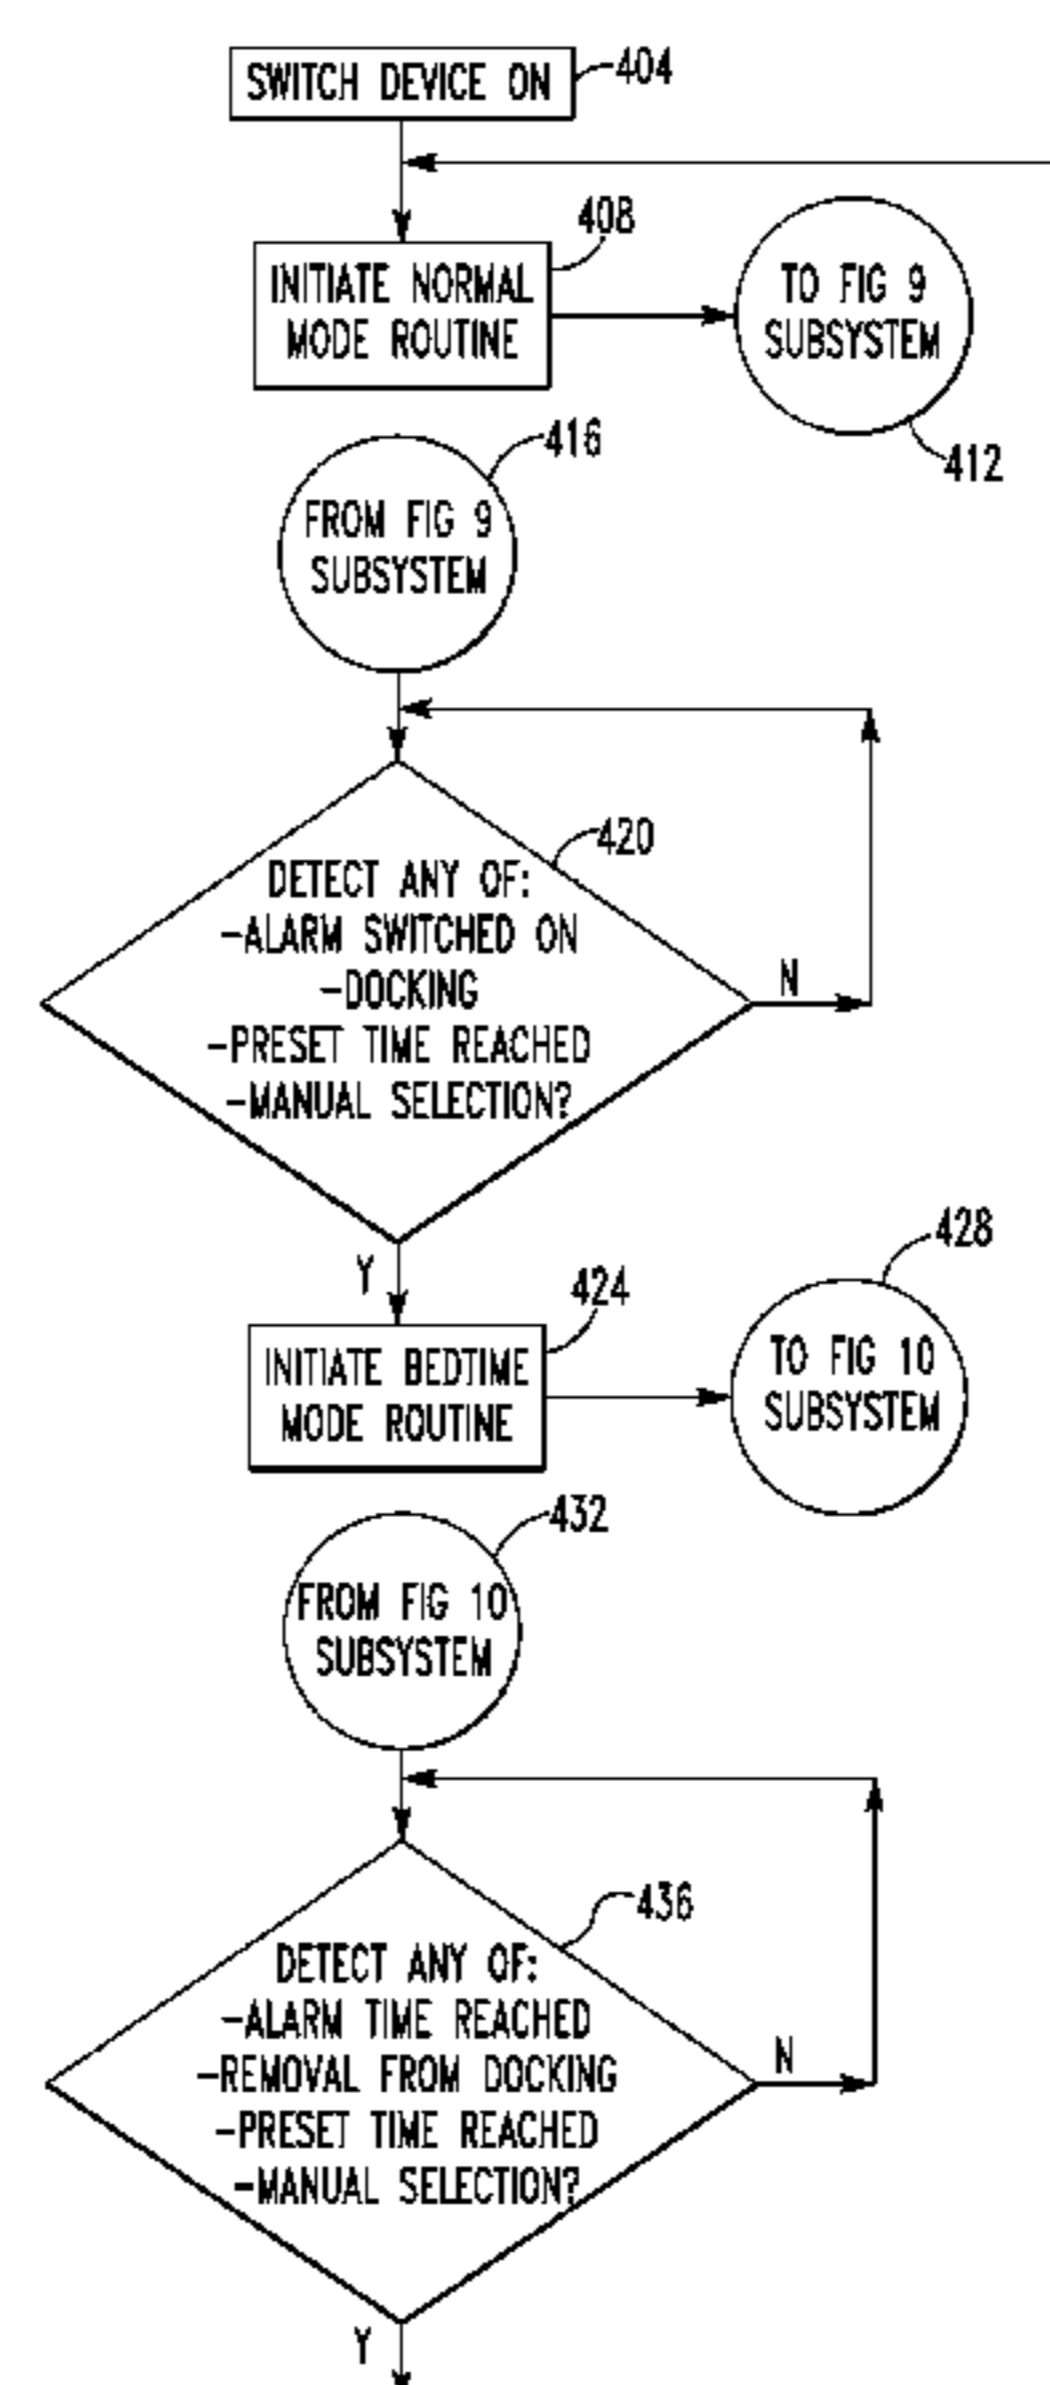 SWITCH DEVICE ON
404
408
INITIATE NORMAL
MODE ROUTINE
TO FIG 9
SUBSYSTEM
412
416
FROM FIG 9
SUBSYSTEM
420
DETECT ANY OF:
-ALARM SWITCHED ON
-DOCKING
-PRESET TIME REACHED
-MANUAL SELECTION?
N
Y
424
INITIATE BEDTIME
MODE ROUTINE
428
TO FIG 10
SUBSYSTEM
432
FROM FIG 10
SUBSYSTEM
436
DETECT ANY OF:
-ALARM TIME REACHED
-REMOVAL FROM DOCKING
-PRESET TIME REACHED
-MANUAL SELECTION?
N
Y